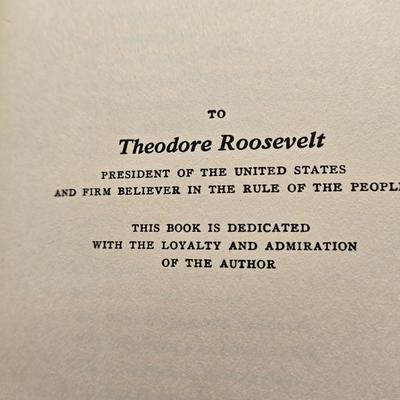 TO
Theodore Roosevelt
PRESIDENT OF THE UNITED STATES
AND FIRM BELIEVER IN THE RULE OF THE PEOPLE
THIS BOOK IS DEDICATED
WITH THE LOYALTY AND ADMIRATION
OF THE AUTHOR